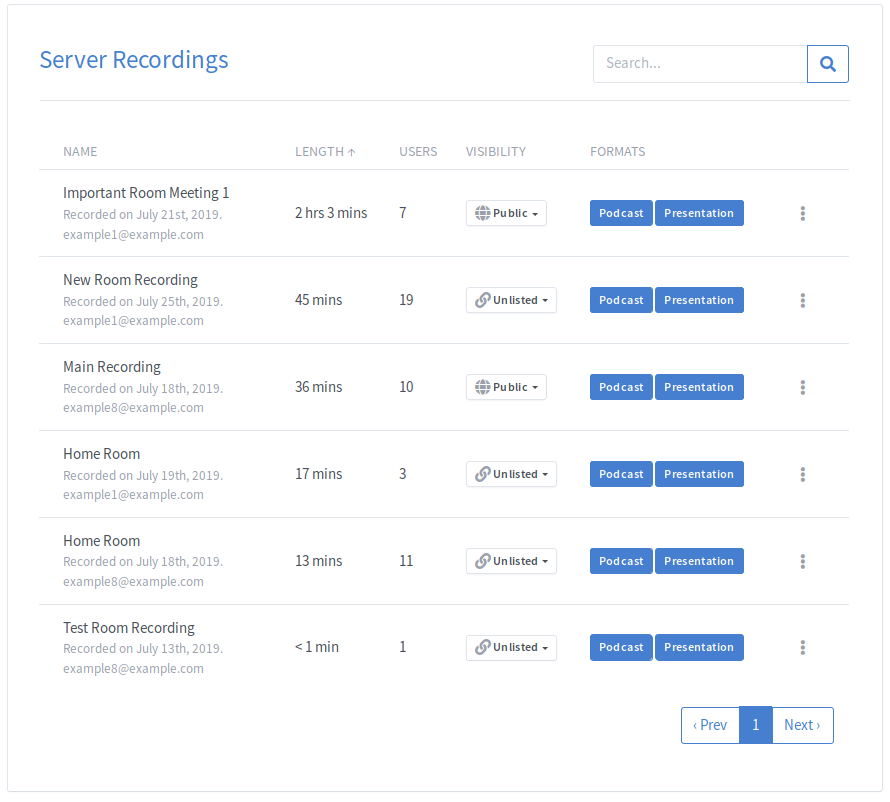 Server Recordings
Search...
NAME LENGTH ↑ USERS VISIBILITY FORMATS
Important Room Meeting 1
Recorded on July 21st, 2019.
example1@example.com
2 hrs 3 mins 7 Public Podcast Presentation
New Room Recording
Recorded on July 25th, 2019.
example1@example.com
45 mins 19 Unlisted Podcast Presentation
Main Recording
Recorded on July 18th, 2019.
example8@example.com
36 mins 10 Public Podcast Presentation
Home Room
Recorded on July 19th, 2019.
example1@example.com
17 mins 3 Unlisted Podcast Presentation
Home Room
Recorded on July 18th, 2019.
example8@example.com
13 mins 11 Unlisted Podcast Presentation
Test Room Recording
Recorded on July 13th, 2019.
example8@example.com
< 1 min 1 Unlisted Podcast Presentation
‹ Prev 1 Next ›